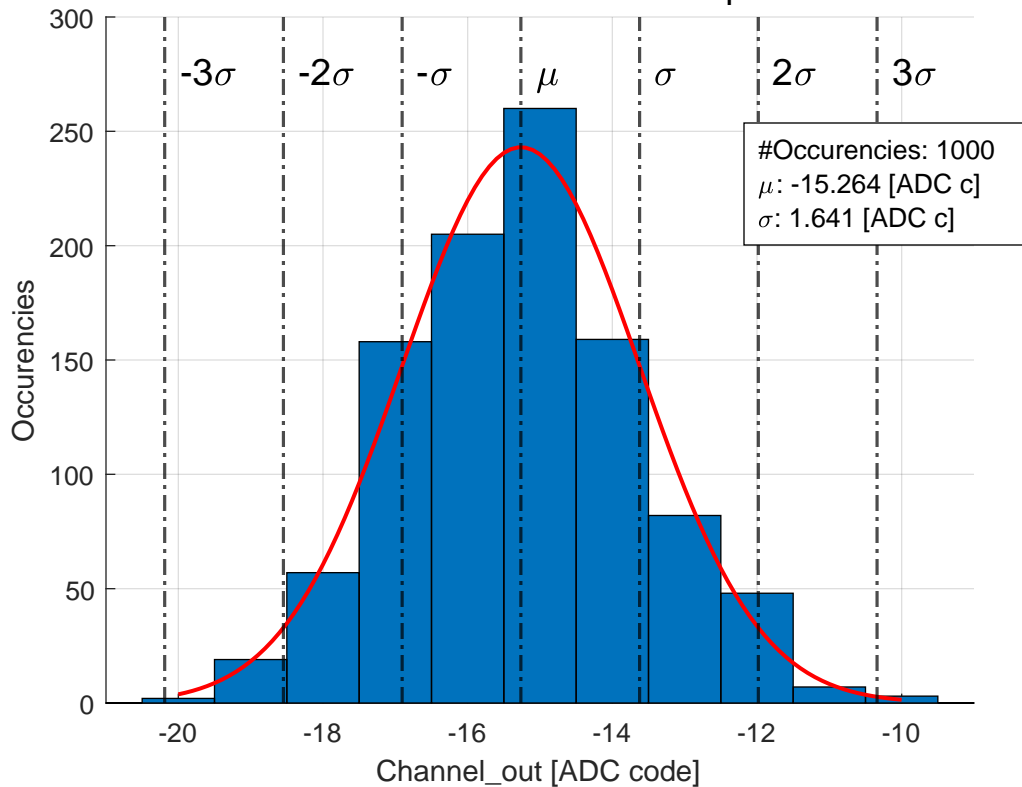 300
-3σ
-2σ
-σ
μ
σ
2σ
3σ
250
#Occurencies: 1000
μ: -15.264 [ADC c]
σ: 1.641 [ADC c]
200
150
100
50
0
Occurencies
-20
-18
-16
-14
-12
-10
Channel_out [ADC code]